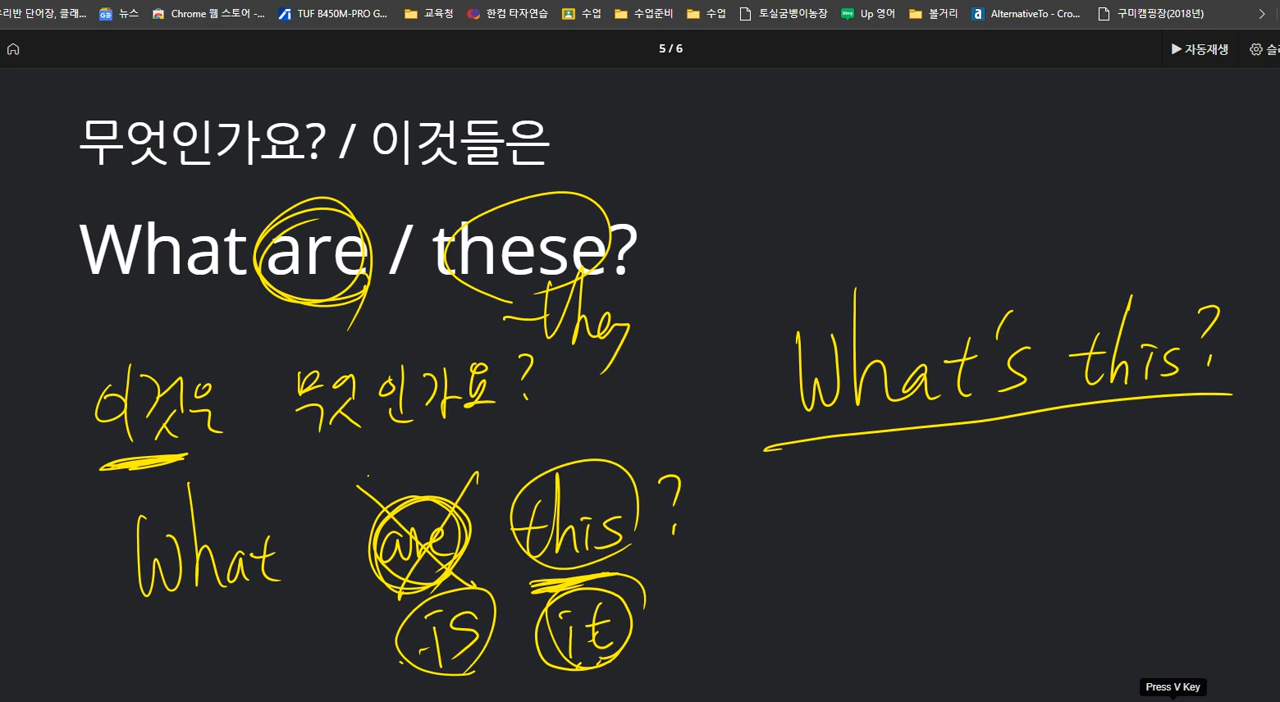 우리반 단어장, 클래... 뉴스 Chrome 웹 스토어 -... TUF B450M-PRO G... 교육청 한컴 타자연습 수업 수업준비 수업 토실굼벵이농장 Up 영어 볼거리 AlternativeTo - Cro... 구미캠핑장(2018년)
5 / 6 ▶ 자동재생
무엇인가요? / 이것들은
What are / these?
they
What's this?
이것은 무엇인가요?
What are this?
is it
Press V Key